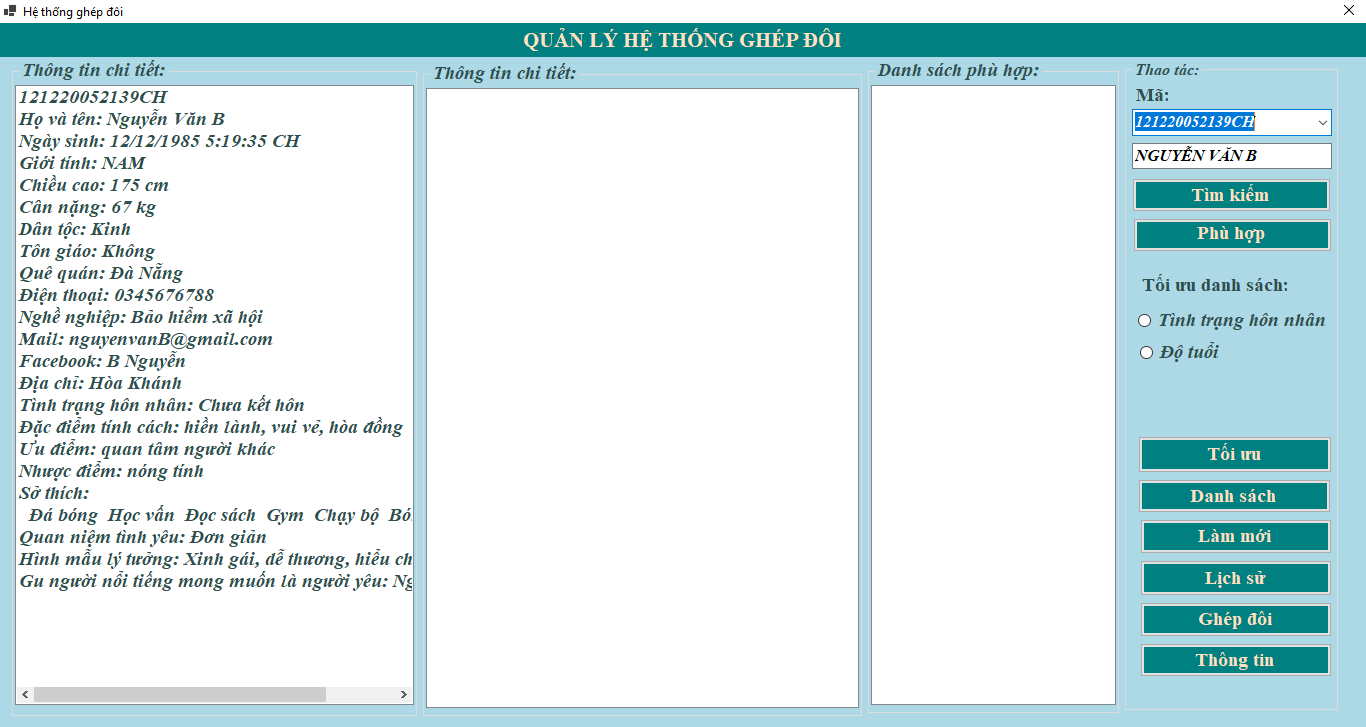 Hệ thống ghép đôi
QUẢN LÝ HỆ THỐNG GHÉP ĐÔI
Thông tin chi tiết:
121220052139CH
Họ và tên: Nguyễn Văn B
Ngày sinh: 12/12/1985 5:19:35 CH
Giới tính: NAM
Chiều cao: 175 cm
Cân nặng: 67 kg
Dân tộc: Kinh
Tôn giáo: Không
Quê quán: Đà Nẵng
Điện thoại: 0345676788
Nghề nghiệp: Bảo hiểm xã hội
Mail: nguyenvanB@gmail.com
Facebook: B Nguyễn
Địa chỉ: Hòa Khánh
Tình trạng hôn nhân: Chưa kết hôn
Đặc điểm tính cách: hiền lành, vui vẻ, hòa đồng
Ưu điểm: quan tâm người khác
Nhược điểm: nóng tính
Sở thích:
Đá bóng Học vấn Đọc sách Gym Chạy bộ
Quan niệm tình yêu: Đơn giản
Hình mẫu lý tưởng: Xinh gái, dễ thương, hiểu
Gu người nổi tiếng mong muốn là người yêu:
Thông tin chi tiết:
Danh sách phù hợp:
Thao tác:
Mã:
121220052139CH
NGUYỄN VĂN B
Tìm kiếm
Phù hợp
Tối ưu danh sách:
Tình trạng hôn nhân
Độ tuổi
Tối ưu
Danh sách
Làm mới
Lịch sử
Ghép đôi
Thông tin